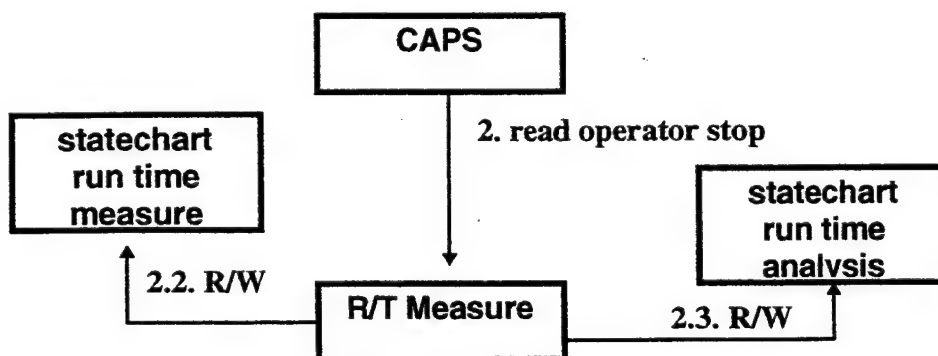 CAPS
2. read operator stop
statechart
run time
measure
statechart
run time
analysis
2.2. R/W
R/T Measure
2.3. R/W